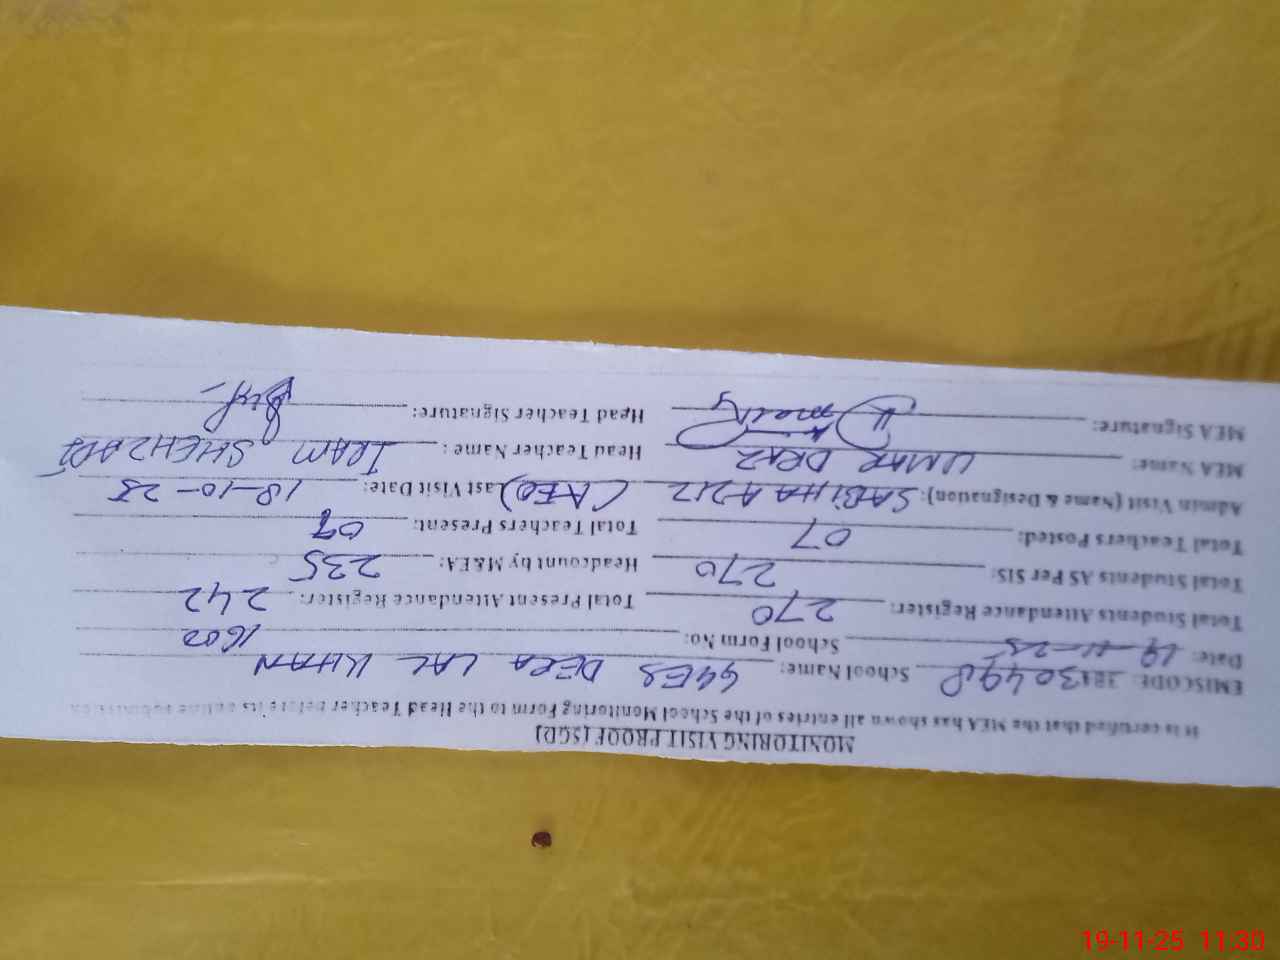 MONITORING VISIT PROOF (SGD)
It is certified that the MEA has shown all entries of the School Monitoring Form to the Head Teacher before its online
EMISCODE: 38130498 School Name: GGES DERA LAL KHAN
Date: 19-11-25 School Form No: 1602
Total Students Attendance Register: 270 Total Present Attendance Register: 242
Total Students AS Per SIS: 270 Headcount by M&EA: 235
Total Teachers Posted: 07 Total Teachers Present: 07
Admin Visit (Name & Designation): SABIHA AZIZ (AEO) Last Visit Date: 18-10-25
MEA Name: UMAR DRAZ Head Teacher Name: IRAM SHEHZADI
MEA Signature: Head Teacher Signature:
19-11-25 11:30